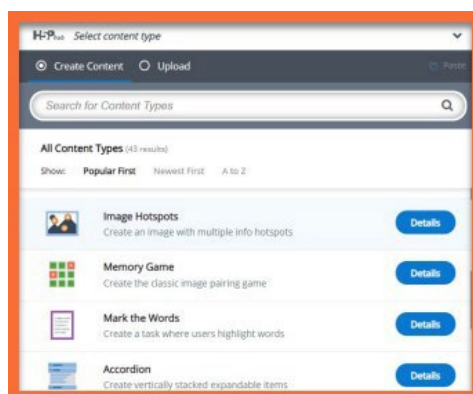 H5P Select content type
Create Content Upload Paste
Search for Content Types
All Content Types (43 results)
Show: Popular First Newest First A to Z
Image Hotspots
Create an image with multiple info hotspots
Details
Memory Game
Create the classic image pairing game
Details
Mark the Words
Create a task where users highlight words
Details
Accordion
Create vertically stacked expandable items
Details